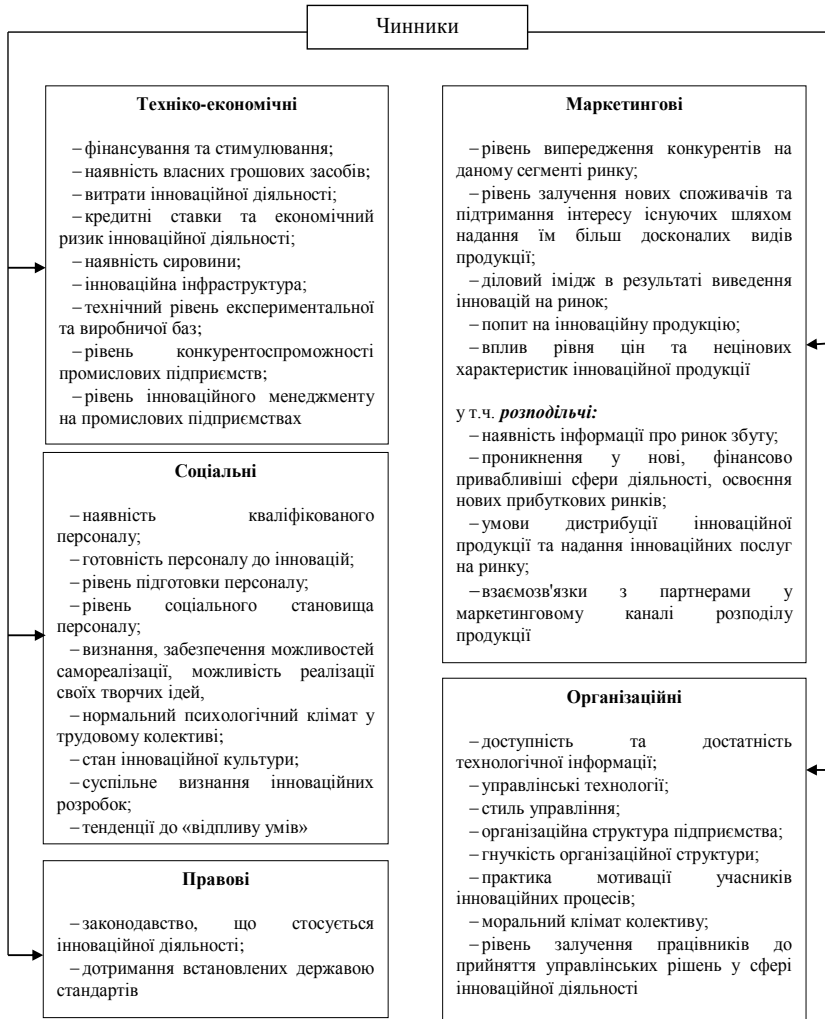 Чинники
Техніко-економічні
– фінансування та стимулювання;
– наявність власних грошових засобів;
– витрати інноваційної діяльності;
– кредитні ставки та економічний
ризик інноваційної діяльності;
– наявність сировини;
– інноваційна інфраструктура;
– технічний рівень експериментальної
та виробничої баз;
– рівень конкурентоспроможності
промислових підприємств;
– рівень інноваційного менеджменту
на промислових підприємствах
Соціальні
– наявність кваліфікованого
персоналу;
– готовність персоналу до інновацій;
– рівень підготовки персоналу;
– рівень соціального становища
персоналу;
– визнання, забезпечення можливостей
самореалізації, можливість реалізації
своїх творчих ідей,
– нормальний психологічний клімат у
трудовому колективі;
– стан інноваційної культури;
– суспільне визнання інноваційних
розробок;
– тенденції до «відпливу умів»
Правові
– законодавство, що стосується
інноваційної діяльності;
– дотримання встановлених державою
стандартів
Маркетингові
– рівень випередження конкурентів на
даному сегменті ринку;
– рівень залучення нових споживачів та
підтримання інтересу існуючих шляхом
надання їм більш досконалих видів
продукції;
– діловий імідж в результаті виведення
інновацій на ринок;
– попит на інноваційну продукцію;
– вплив рівня цін та нецінових
характеристик інноваційної продукції
у т.ч. розподільчі:
– наявність інформації про ринок збуту;
– проникнення у нові, фінансово
привабливіші сфери діяльності, освоєння
нових прибуткових ринків;
– умови дистрибуції інноваційної
продукції та надання інноваційних послуг
на ринку;
– взаємозв'язки з партнерами у
маркетинговому каналі розподілу
продукції
Організаційні
– доступність та достатність
технологічної інформації;
– управлінські технології;
– стиль управління;
– організаційна структура підприємства;
– гнучкість організаційної структури;
– практика мотивації учасників
інноваційних процесів;
– моральний клімат колективу;
– рівень залучення працівників до
прийняття управлінських рішень у сфері
інноваційної діяльності